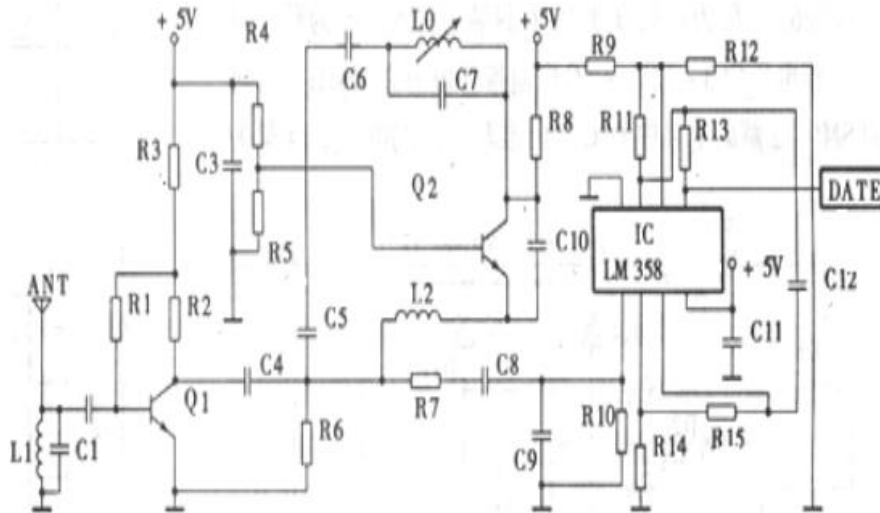 + 5V
R4
L0
C6
C7
+ 5V
R9
R12
R3
C3
R8
R11
R13
Q2
R5
C10
IC
LM 358
DATE
+ 5V
C12
ANT
R1
R2
C5
L2
C11
C4
C8
Q1
R7
R6
R10
R15
L1
C1
C9
R14